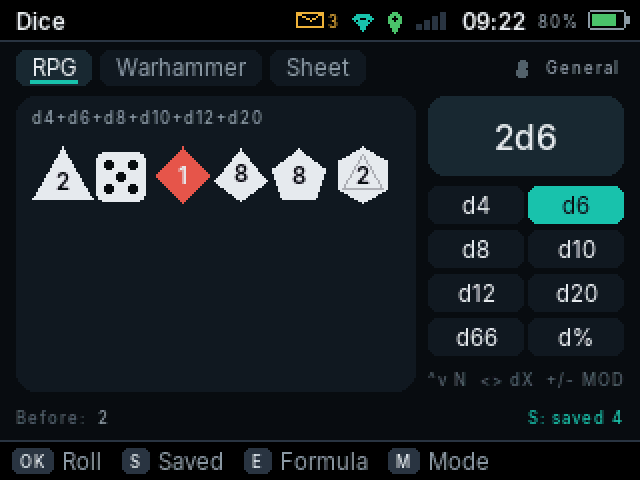 Dice 3 09:22 80%
RPG Warhammer Sheet General
d4+d6+d8+d10+d12+d20
2 1 8 8 2
2d6
d4 d6
d8 d10
d12 d20
d66 d%
^v N <> dX +/- MOD
Before: 2 S: saved 4
OK Roll S Saved E Formula M Mode